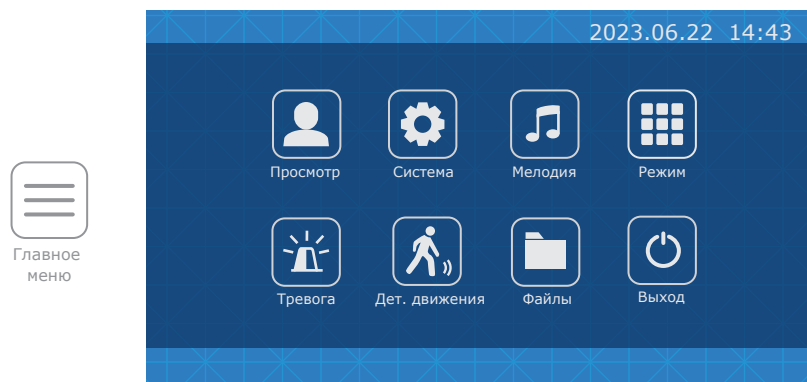 2023.06.22 14:43
Просмотр Система Мелодия Режим
Главное
меню
Тревога Дет. движения Файлы Выход